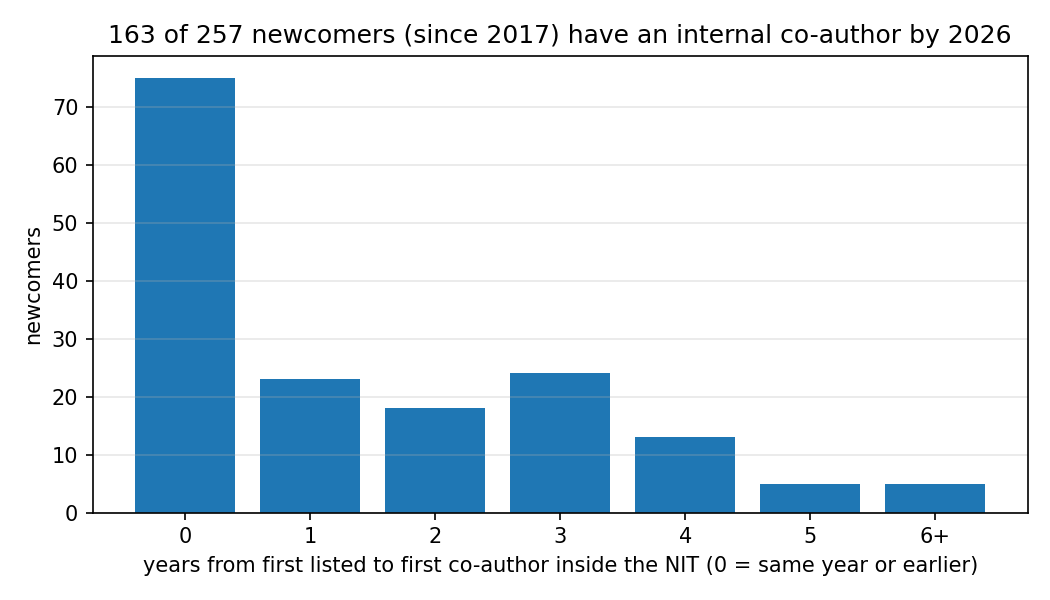 163 of 257 newcomers (since 2017) have an internal co-author by 2026
newcomers
70
60
50
40
30
20
10
0
0 1 2 3 4 5 6+
years from first listed to first co-author inside the NIT (0 = same year or earlier)